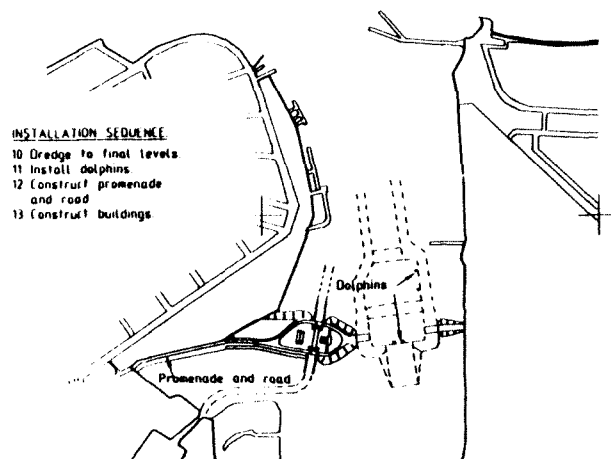 INSTALLATION SEQUENCE
10 Dredge to final levels.
11 Install dolphins.
12 Construct promenade
and road
13 Construct buildings.
Dolphins
Promenade and road